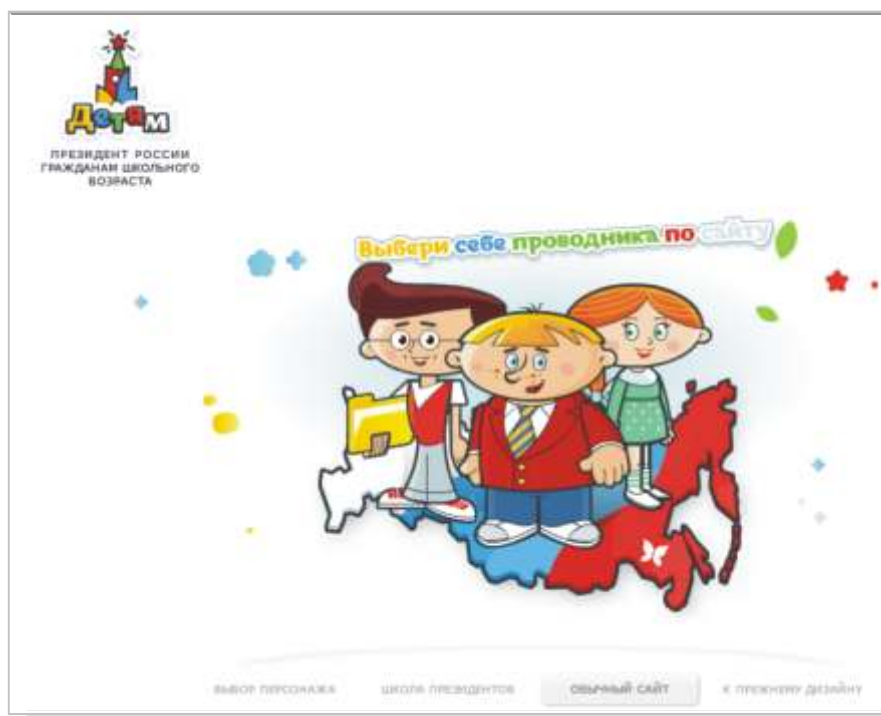 Детям
ПРЕЗИДЕНТ РОССИИ
ГРАЖДАНАМ ШКОЛЬНОГО
ВОЗРАСТА
Выбери себе проводника по сайту
ВЫБОР ПЕРСОНАЖА ШКОЛА ПРЕЗИДЕНТОВ ОБЫЧНЫЙ САЙТ К ПРЕЖНЕМУ ДИЗАЙНУ